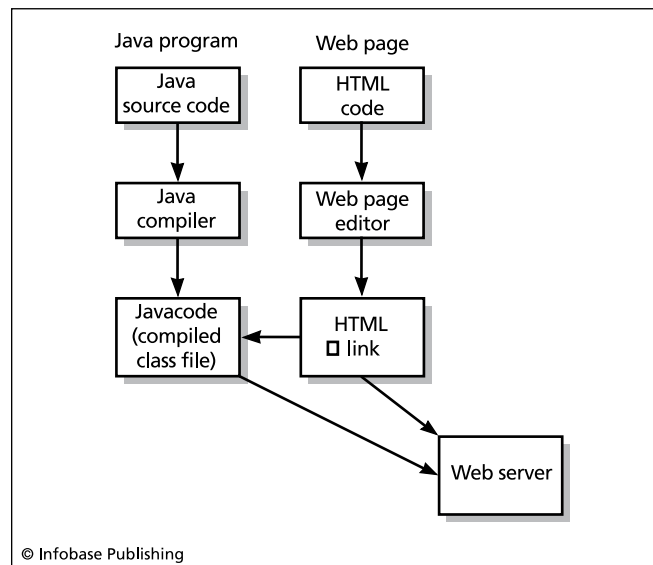 Java program
Web page
Java
source code
HTML
code
Java
compiler
Web page
editor
Javacode
(compiled
class file)
HTML
link
Web server
© Infobase Publishing